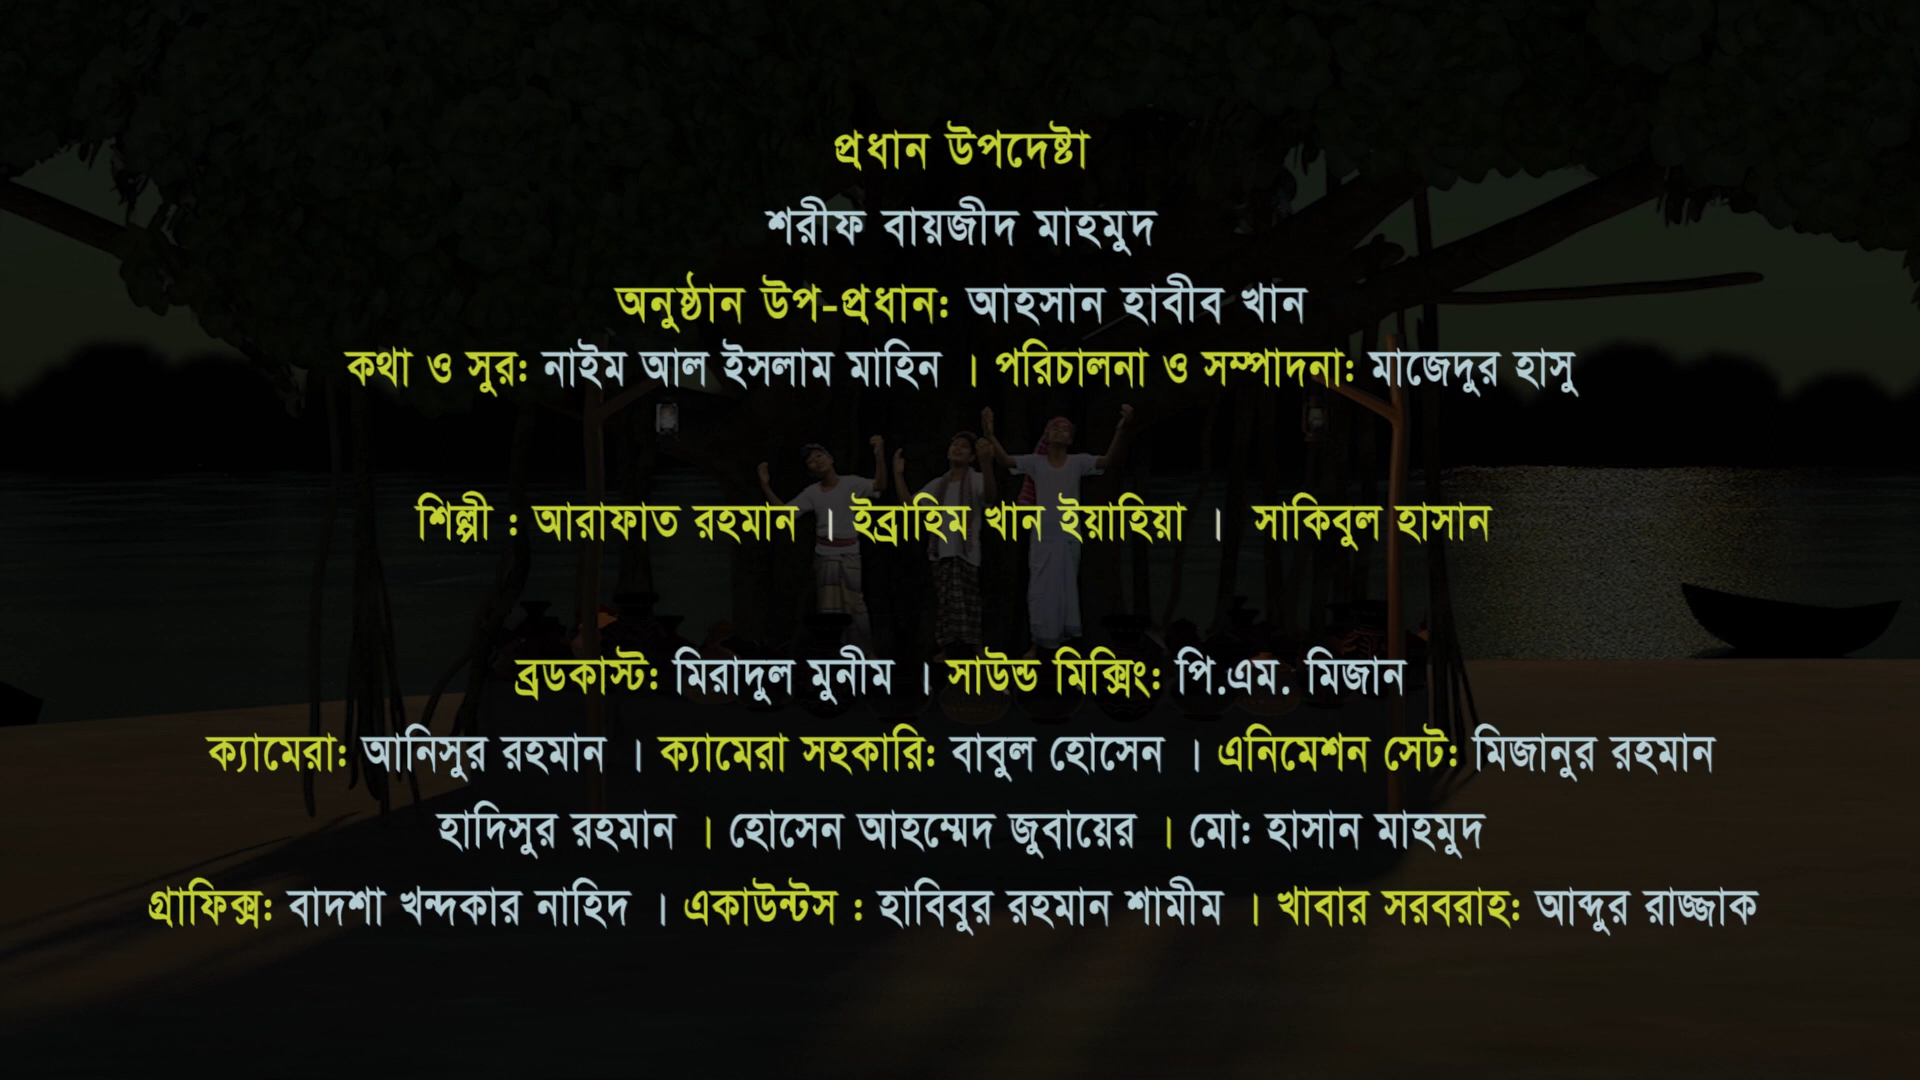 প্রধান উপদেষ্টা
শরীফ বায়জীদ মাহমুদ
অনুষ্ঠান উপ-প্রধান: আহসান হাবীব খান
কথা ও সুর: নাইম আল ইসলাম মাহিন । পরিচালনা ও সম্পাদনা: মাজেদুর হাসু
শিল্পী : আরাফাত রহমান । ইব্রাহিম খান ইয়াহিয়া । সাকিবুল হাসান
ব্রডকাস্ট: মিরাদুল মুনীম । সাউন্ড মিক্সিং: পি.এম. মিজান
ক্যামেরা: আনিসুর রহমান । ক্যামেরা সহকারি: বাবুল হোসেন । এনিমেশন সেট: মিজানুর রহমান
হাদিসুর রহমান । হোসেন আহম্মেদ জুবায়ের । মো: হাসান মাহমুদ
গ্রাফিক্স: বাদশা খন্দকার নাহিদ । একাউন্টস : হাবিবুর রহমান শামীম । খাবার সরবরাহ: আব্দুর রাজ্জাক